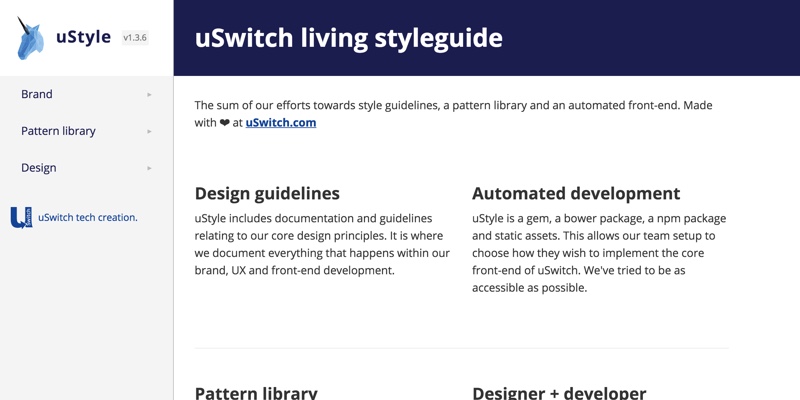 uStyle v1.3.6
Brand
Pattern library
Design
uSwitch tech creation.
uSwitch living styleguide
The sum of our efforts towards style guidelines, a pattern library and an automated front-end. Made
with ❤ at uSwitch.com
Design guidelines
uStyle includes documentation and guidelines
relating to our core design principles. It is where
we document everything that happens within our
brand, UX and front-end development.
Automated development
uStyle is a gem, a bower package, a npm package
and static assets. This allows our team setup to
choose how they wish to implement the core
front-end of uSwitch. We've tried to be as
accessible as possible.
Pattern library
Designer + developer